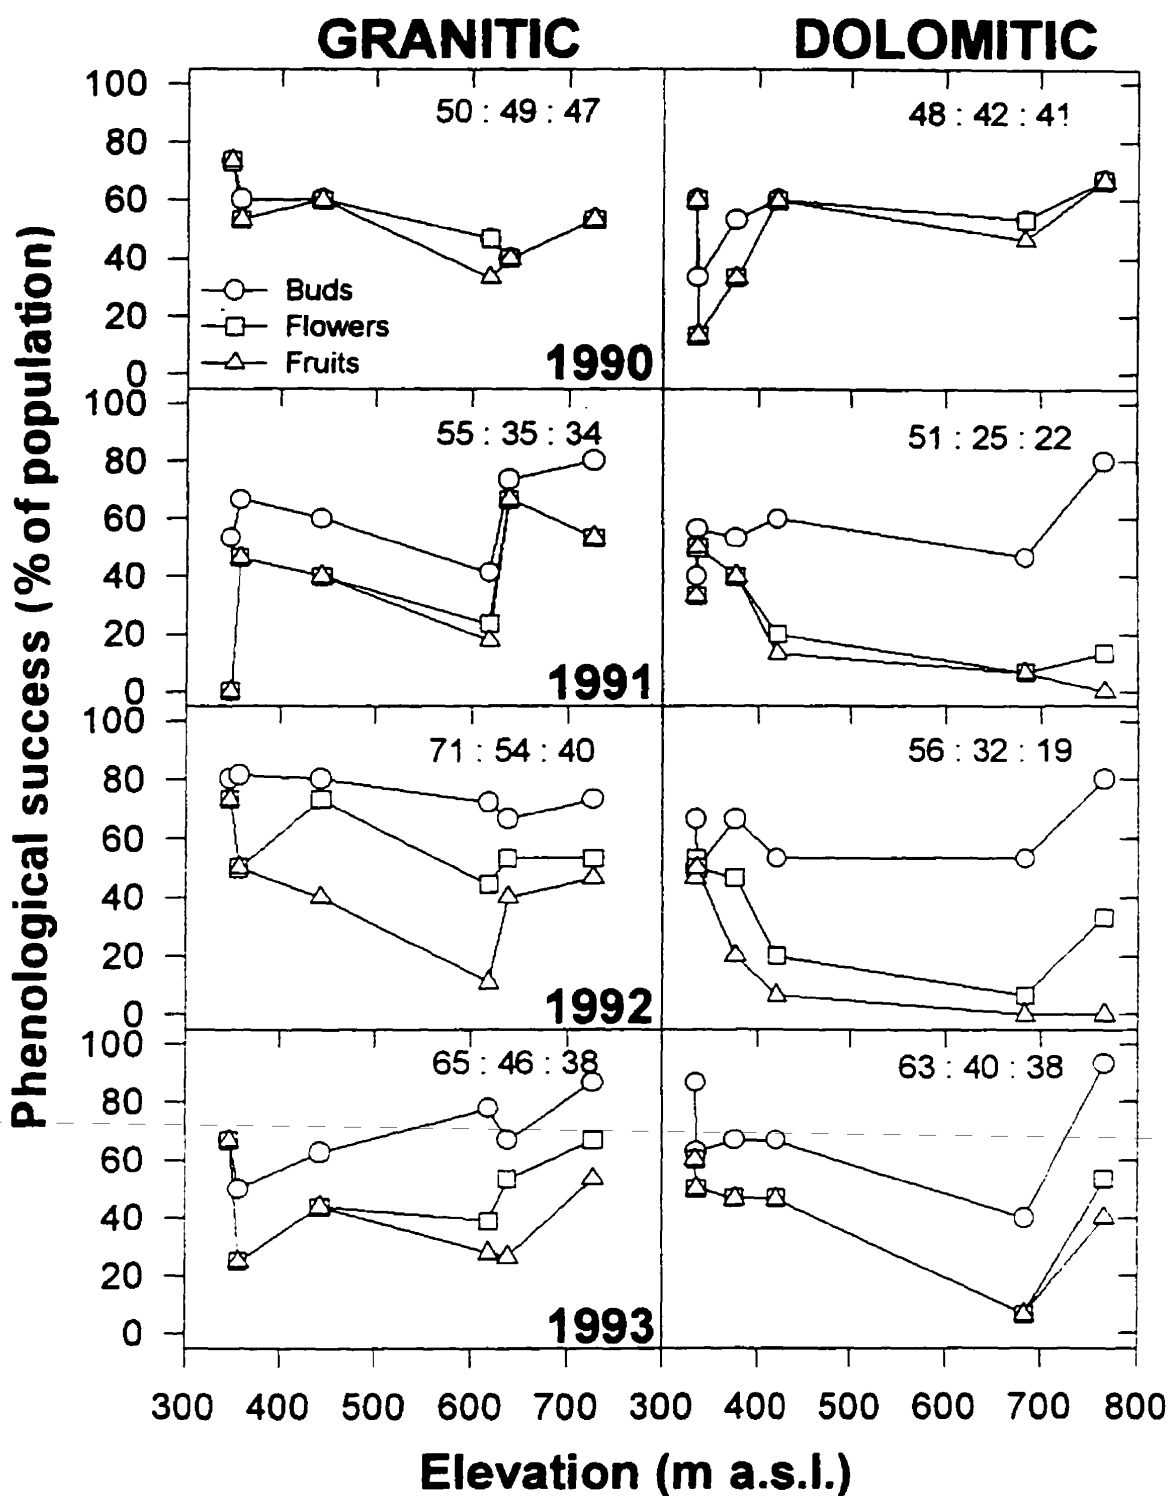 GRANITIC DOLOMITIC
100
80
60
40
20
0
50 : 49 : 47
48 : 42 : 41
Buds
Flowers
Fruits
1990
100
80
60
40
20
0
55 : 35 : 34
51 : 25 : 22
1991
100
80
60
40
20
0
71 : 54 : 40
56 : 32 : 19
1992
100
80
60
40
20
0
65 : 46 : 38
63 : 40 : 38
1993
300 400 500 600 700 300 400 500 600 700 800
Elevation (m a.s.l.)
Phenological success (% of population)